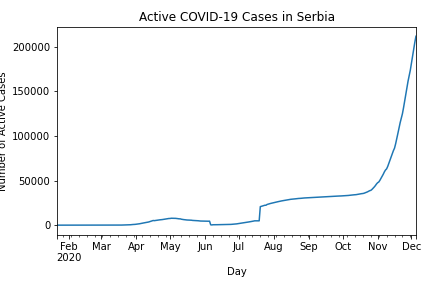 Active COVID-19 Cases in Serbia
Number of Active Cases
200000
150000
100000
50000
0
Feb Mar Apr May Jun Jul Aug Sep Oct Nov Dec
2020
Day